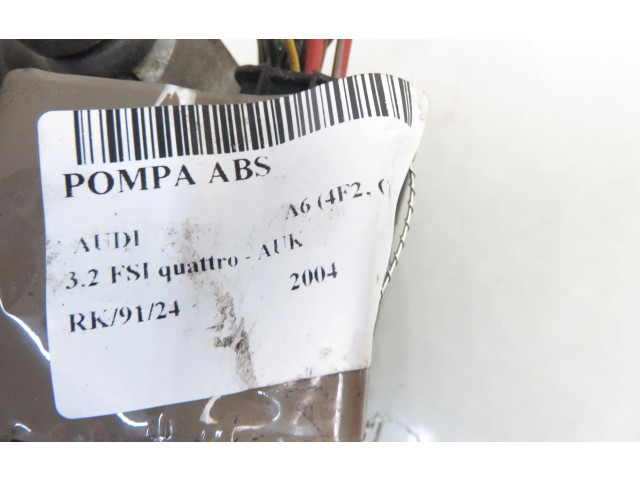 POMPA ABS
AUDI A6 (4F2, C
3.2 FSI quattro - AUK
2004
RK/91/24